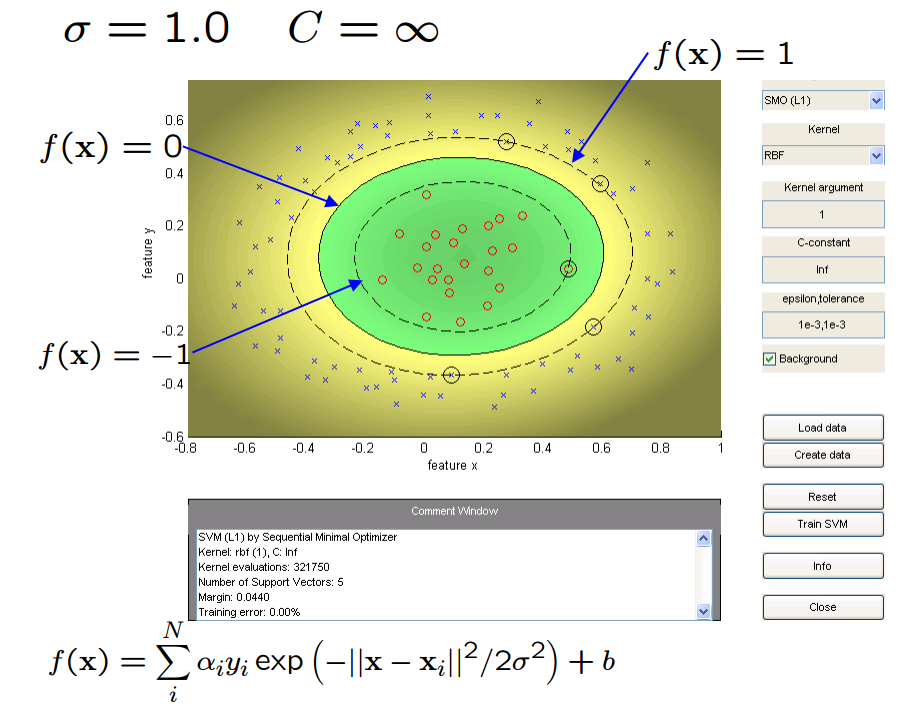 σ = 1.0 C = ∞
f(x) = 1
f(x) = 0
f(x) = −1
0.6
0.4
0.2
0
-0.2
-0.4
-0.6
feature y
-0.8 -0.6 -0.4 -0.2 0 0.2 0.4 0.6 0.8 1
feature x
SMO (L1)
Kernel
RBF
Kernel argument
1
C-constant
Inf
epsilon,tolerance
1e-3,1e-3
Background
Load data
Create data
Reset
Train SVM
Info
Close
Comment Window
SVM (L1) by Sequential Minimal Optimizer
Kernel: rbf (1), C: Inf
Kernel evaluations: 321750
Number of Support Vectors: 5
Margin: 0.0440
Training error: 0.00%
f(x) = ∑_i^N α_i y_i exp (−||x − x_i||²/2σ²) + b